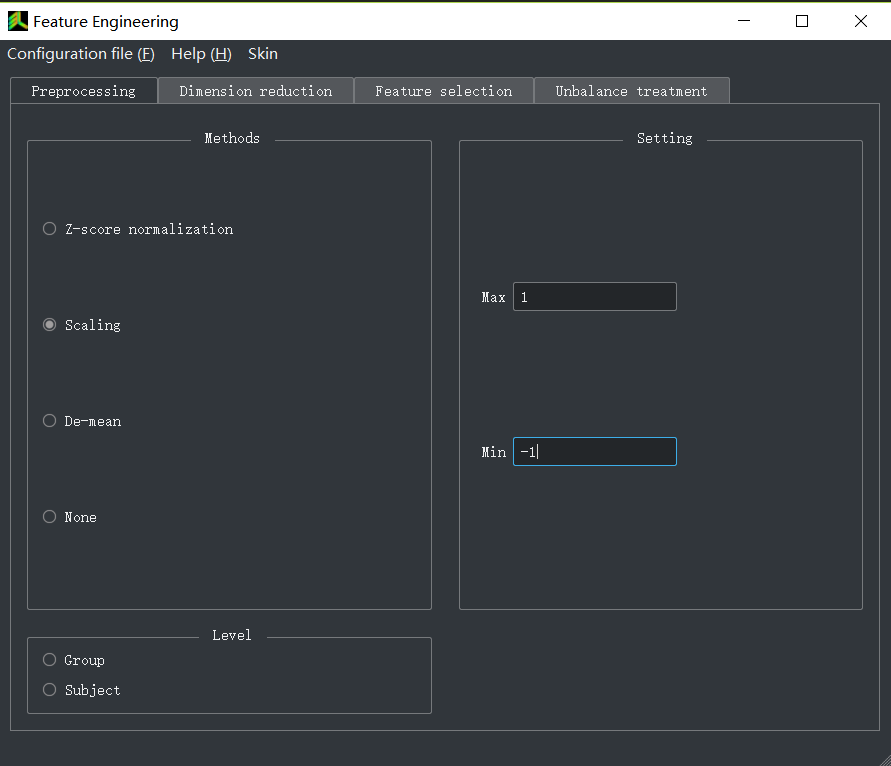 Feature Engineering
Configuration file (F) Help (H) Skin
Preprocessing Dimension reduction Feature selection Unbalance treatment
Methods
Z-score normalization
Scaling
De-mean
None
Setting
Max 1
Min -1
Level
Group
Subject